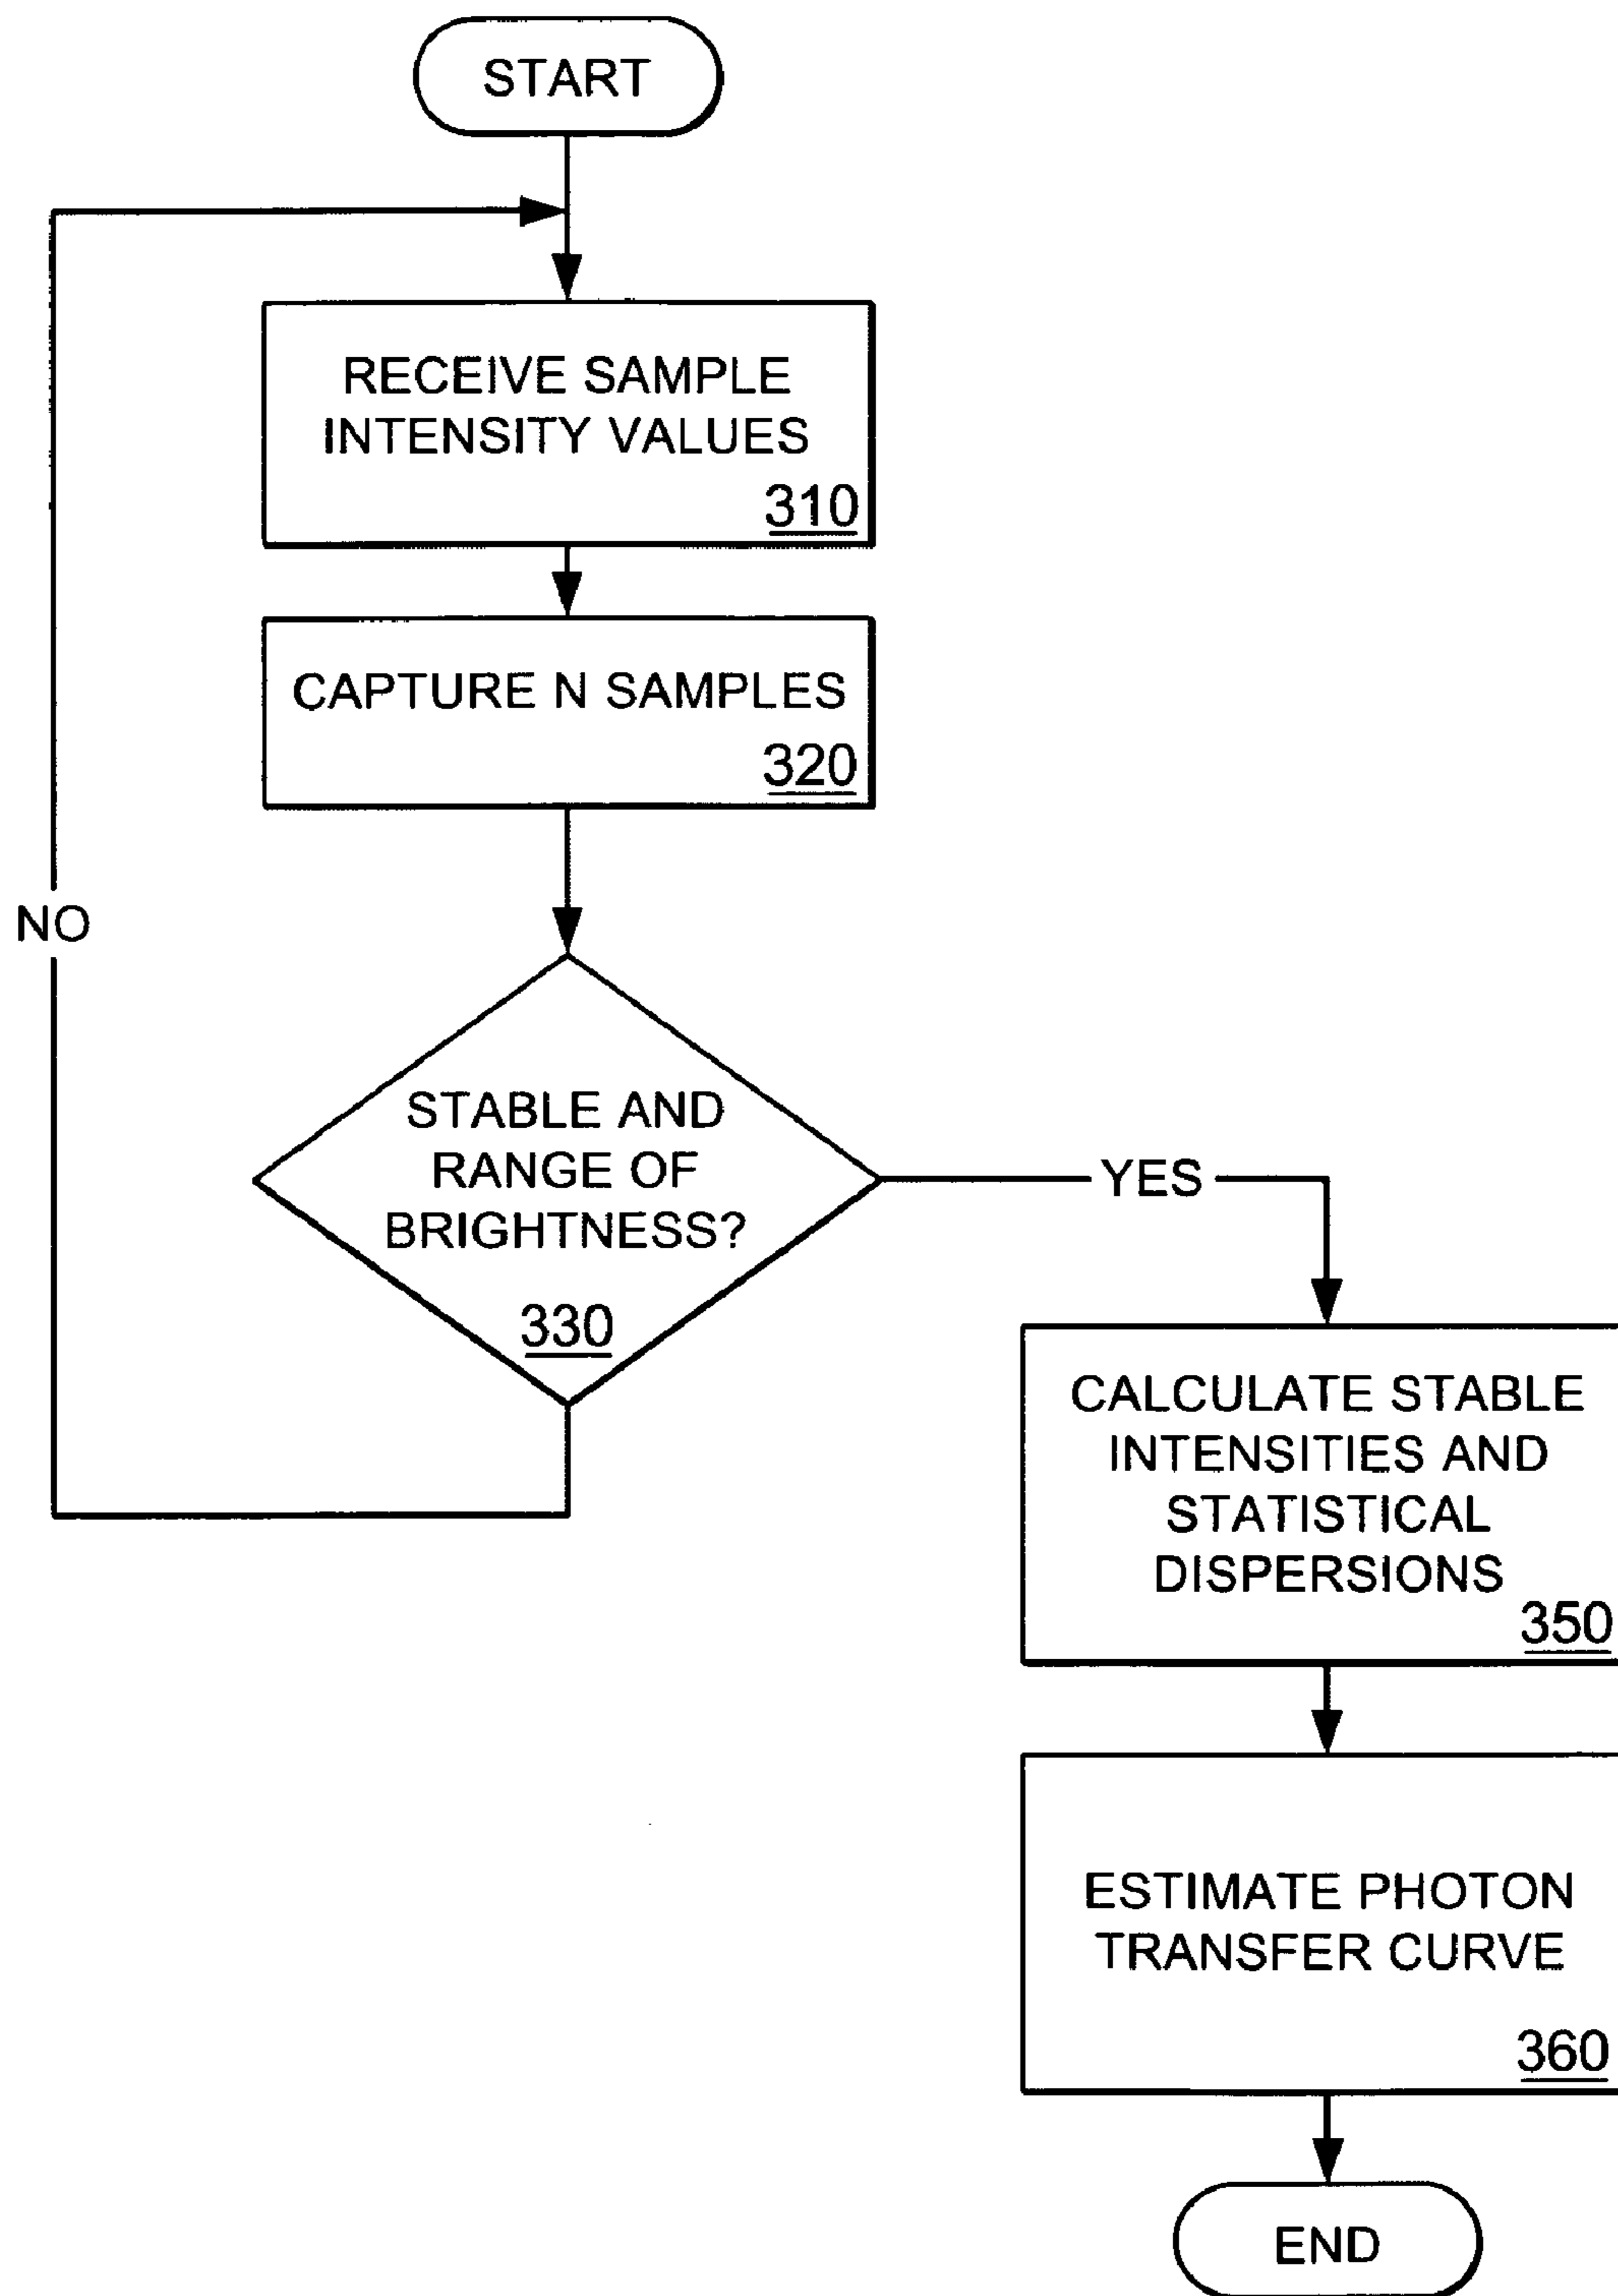 START
RECEIVE SAMPLE
INTENSITY VALUES
310
CAPTURE N SAMPLES
320
NO
STABLE AND
RANGE OF
BRIGHTNESS?
330
YES
CALCULATE STABLE
INTENSITIES AND
STATISTICAL
DISPERSIONS
350
ESTIMATE PHOTON
TRANSFER CURVE
360
END